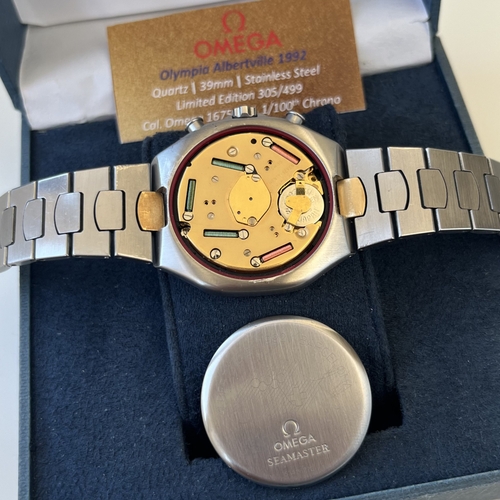 Ω
OMEGA
Olympia Albertville 1992
Quartz | 39mm | Stainless Steel
Limited Edition 305/499
1/100th Chrono
Ω
OMEGA
SEAMASTER